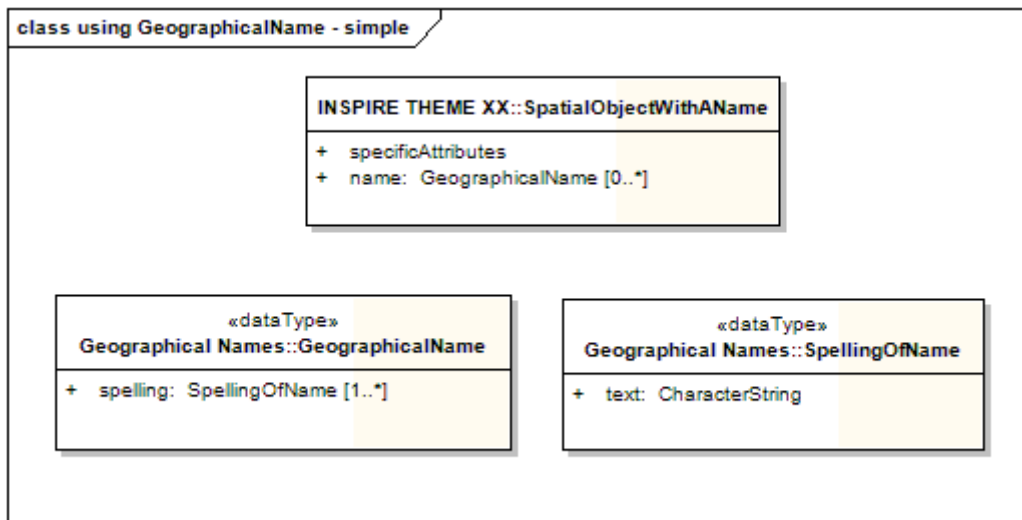 class using GeographicalName - simple
INSPIRE THEME XX::SpatialObjectWithAName
+ specificAttributes
+ name: GeographicalName [0..*]
«dataType»
Geographical Names::GeographicalName
+ spelling: SpellingOfName [1..*]
«dataType»
Geographical Names::SpellingOfName
+ text: CharacterString